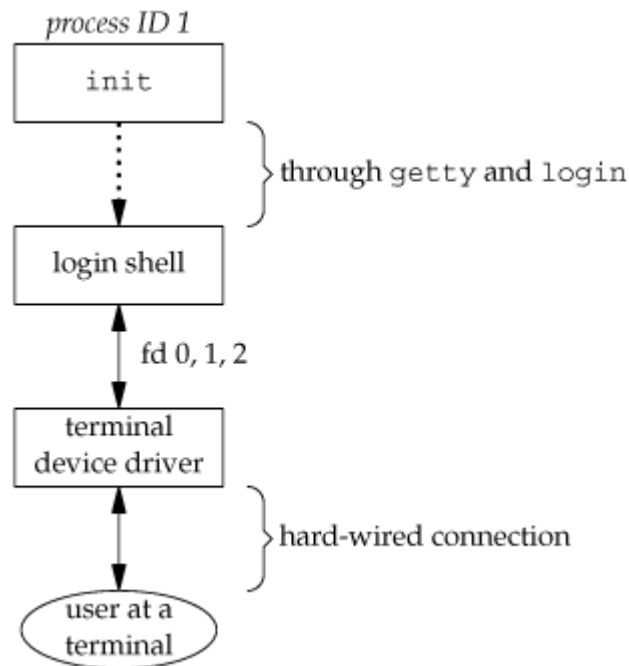 process ID 1
init
through getty and login
login shell
fd 0, 1, 2
terminal
device driver
hard-wired connection
user at a
terminal